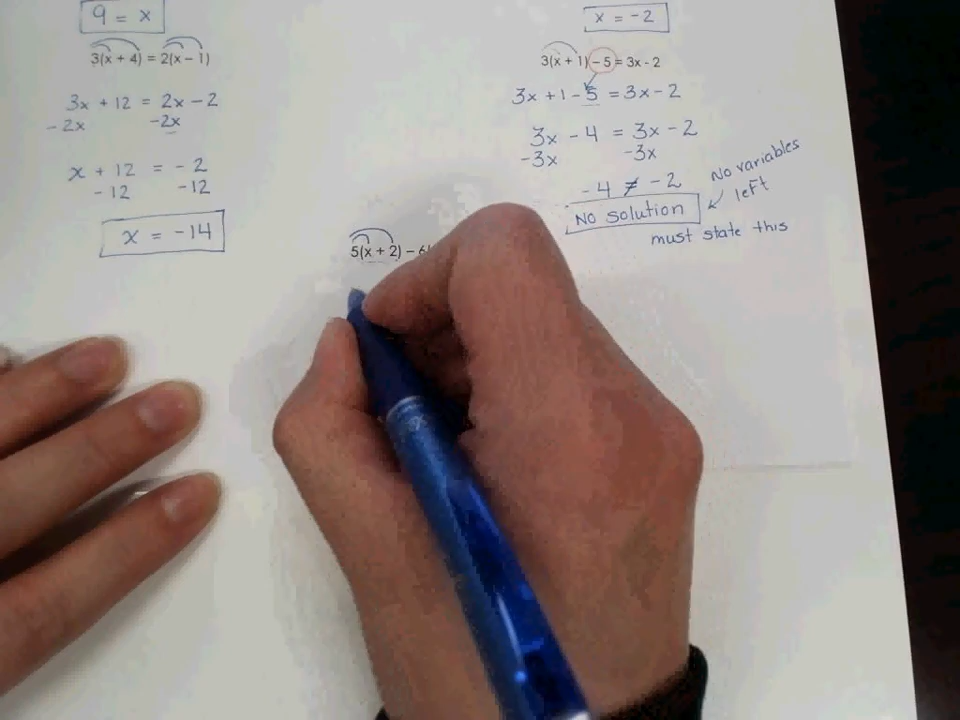 9 = x
3(x + 4) = 2(x – 1)
3x + 12 = 2x - 2
-2x -2x
x + 12 = - 2
- 12 -12
x = -14
x = -2
3(x + 1) – 5 = 3x - 2
3x + 1 - 5 = 3x - 2
3x - 4 = 3x - 2
-3x -3x
-4 ≠ -2
No variables
left
No solution
must state this
5(x + 2) – 6